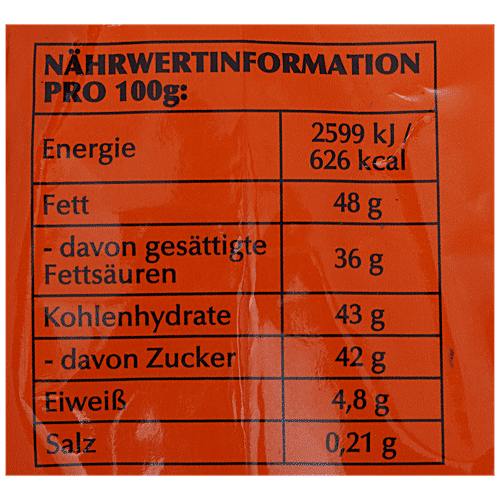 NÄHRWERTINFORMATION
PRO 100g:
Energie
2599 kJ /
626 kcal
Fett 48 g
- davon gesättigte
Fettsäuren
36 g
Kohlenhydrate 43 g
- davon Zucker 42 g
Eiweiß 4,8 g
Salz 0,21 g